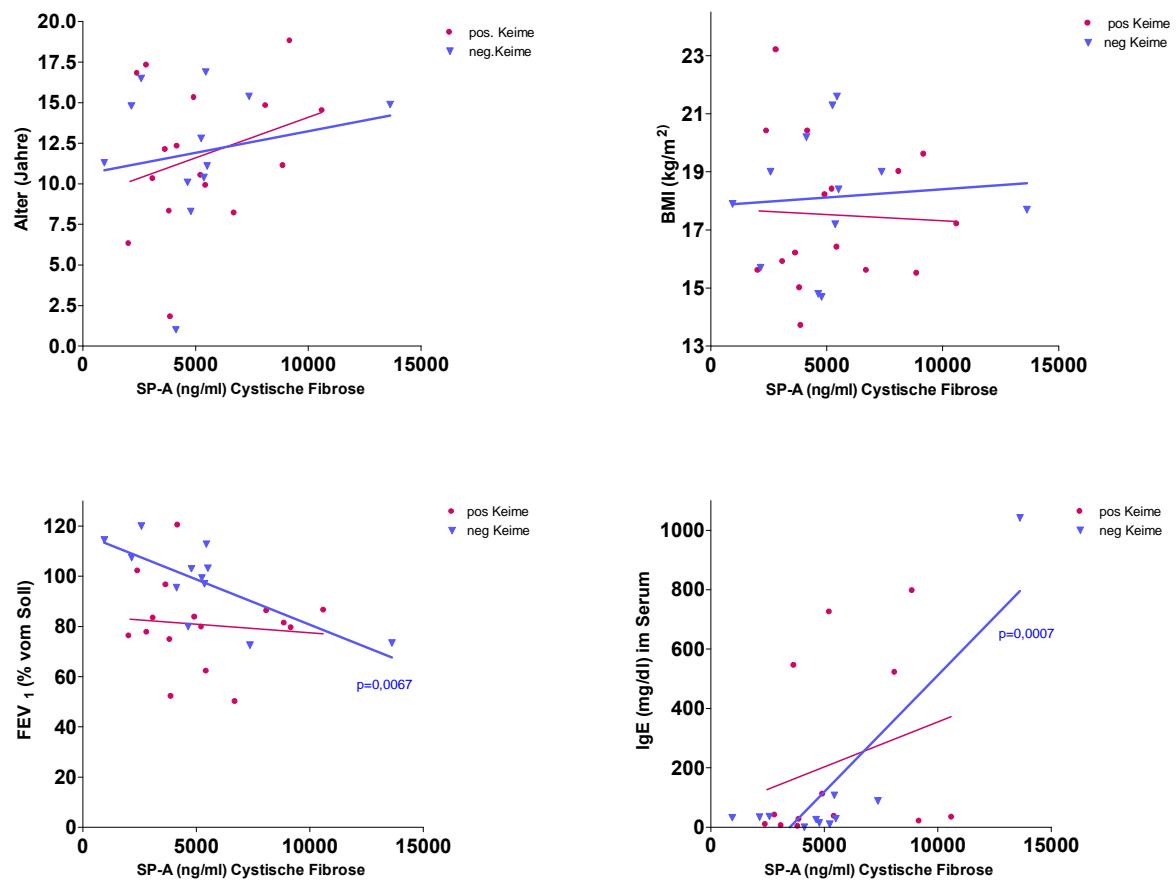 pos. Keime
neg.Keime
20.0
17.5
15.0
12.5
10.0
7.5
5.0
2.5
0.0
Alter (Jahre)
0 5000 10000 15000
SP-A (ng/ml) Cystische Fibrose
pos Keime
neg Keime
23
21
19
17
15
13
BMI (kg/m²)
0 5000 10000 15000
SP-A (ng/ml) Cystische Fibrose
pos Keime
neg Keime
120
100
80
60
40
20
0
FEV 1 (% vom Soll)
p=0,0067
0 5000 10000 15000
SP-A (ng/ml) Cystische Fibrose
pos Keime
neg Keime
1000
800
600
400
200
0
IgE (mg/dl) im Serum
p=0,0007
0 5000 10000 15000
SP-A (ng/ml) Cystische Fibrose